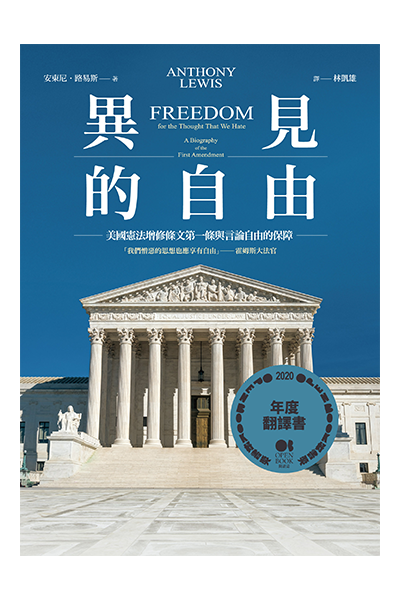 安東尼・路易斯——著
ANTHONY
LEWIS
譯——林凱雄
異見
FREEDOM
for the Thought That We Hate
A Biography
of the
First Amendment
的自由
美國憲法增修條文第一條與言論自由的保障
「我們憎惡的思想也應享有自由」——霍姆斯大法官
2020
年度
翻譯書
OPEN
BOOK